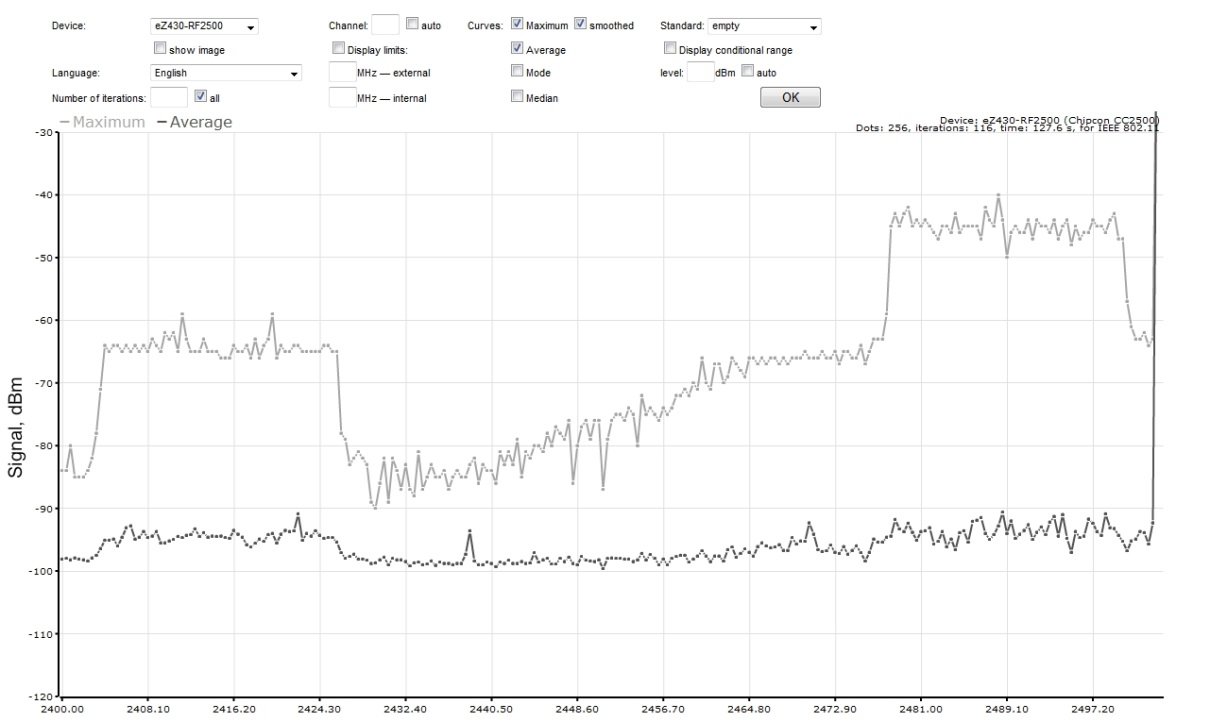 Device: eZ430-RF2500 Channel: auto Curves: Maximum smoothed Standard: empty
show image Display limits: Average Display conditional range
Language: English MHz — external Mode level: dBm auto
Number of iterations: all MHz — internal Median OK
Maximum Average
Device: eZ430-RF2500 (Chipcon CC2500)
Dots: 256, iterations: 116, time: 127.6 s, for IEEE 802.11
Signal, dBm
-30
-40
-50
-60
-70
-80
-90
-100
-110
-120
2400.00 2408.10 2416.20 2424.30 2432.40 2440.50 2448.60 2456.70 2464.80 2472.90 2481.00 2489.10 2497.20